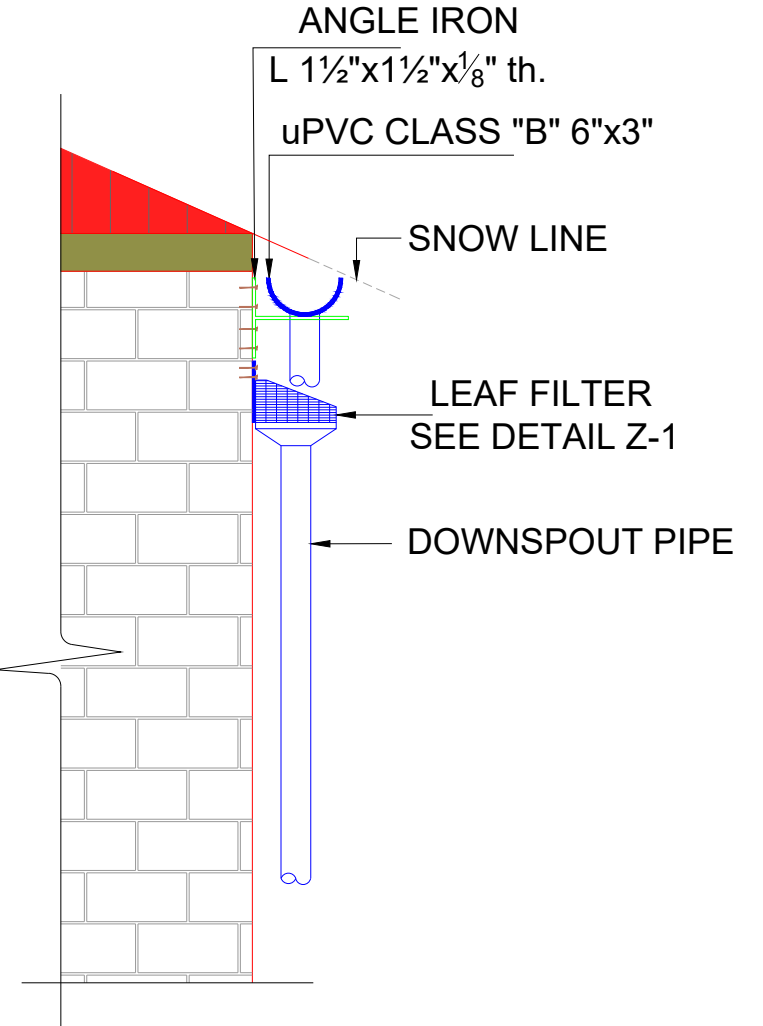 ANGLE IRON
L 1½"x1½"x⅛" th.
uPVC CLASS "B" 6"x3"
SNOW LINE
LEAF FILTER
SEE DETAIL Z-1
DOWNSPOUT PIPE